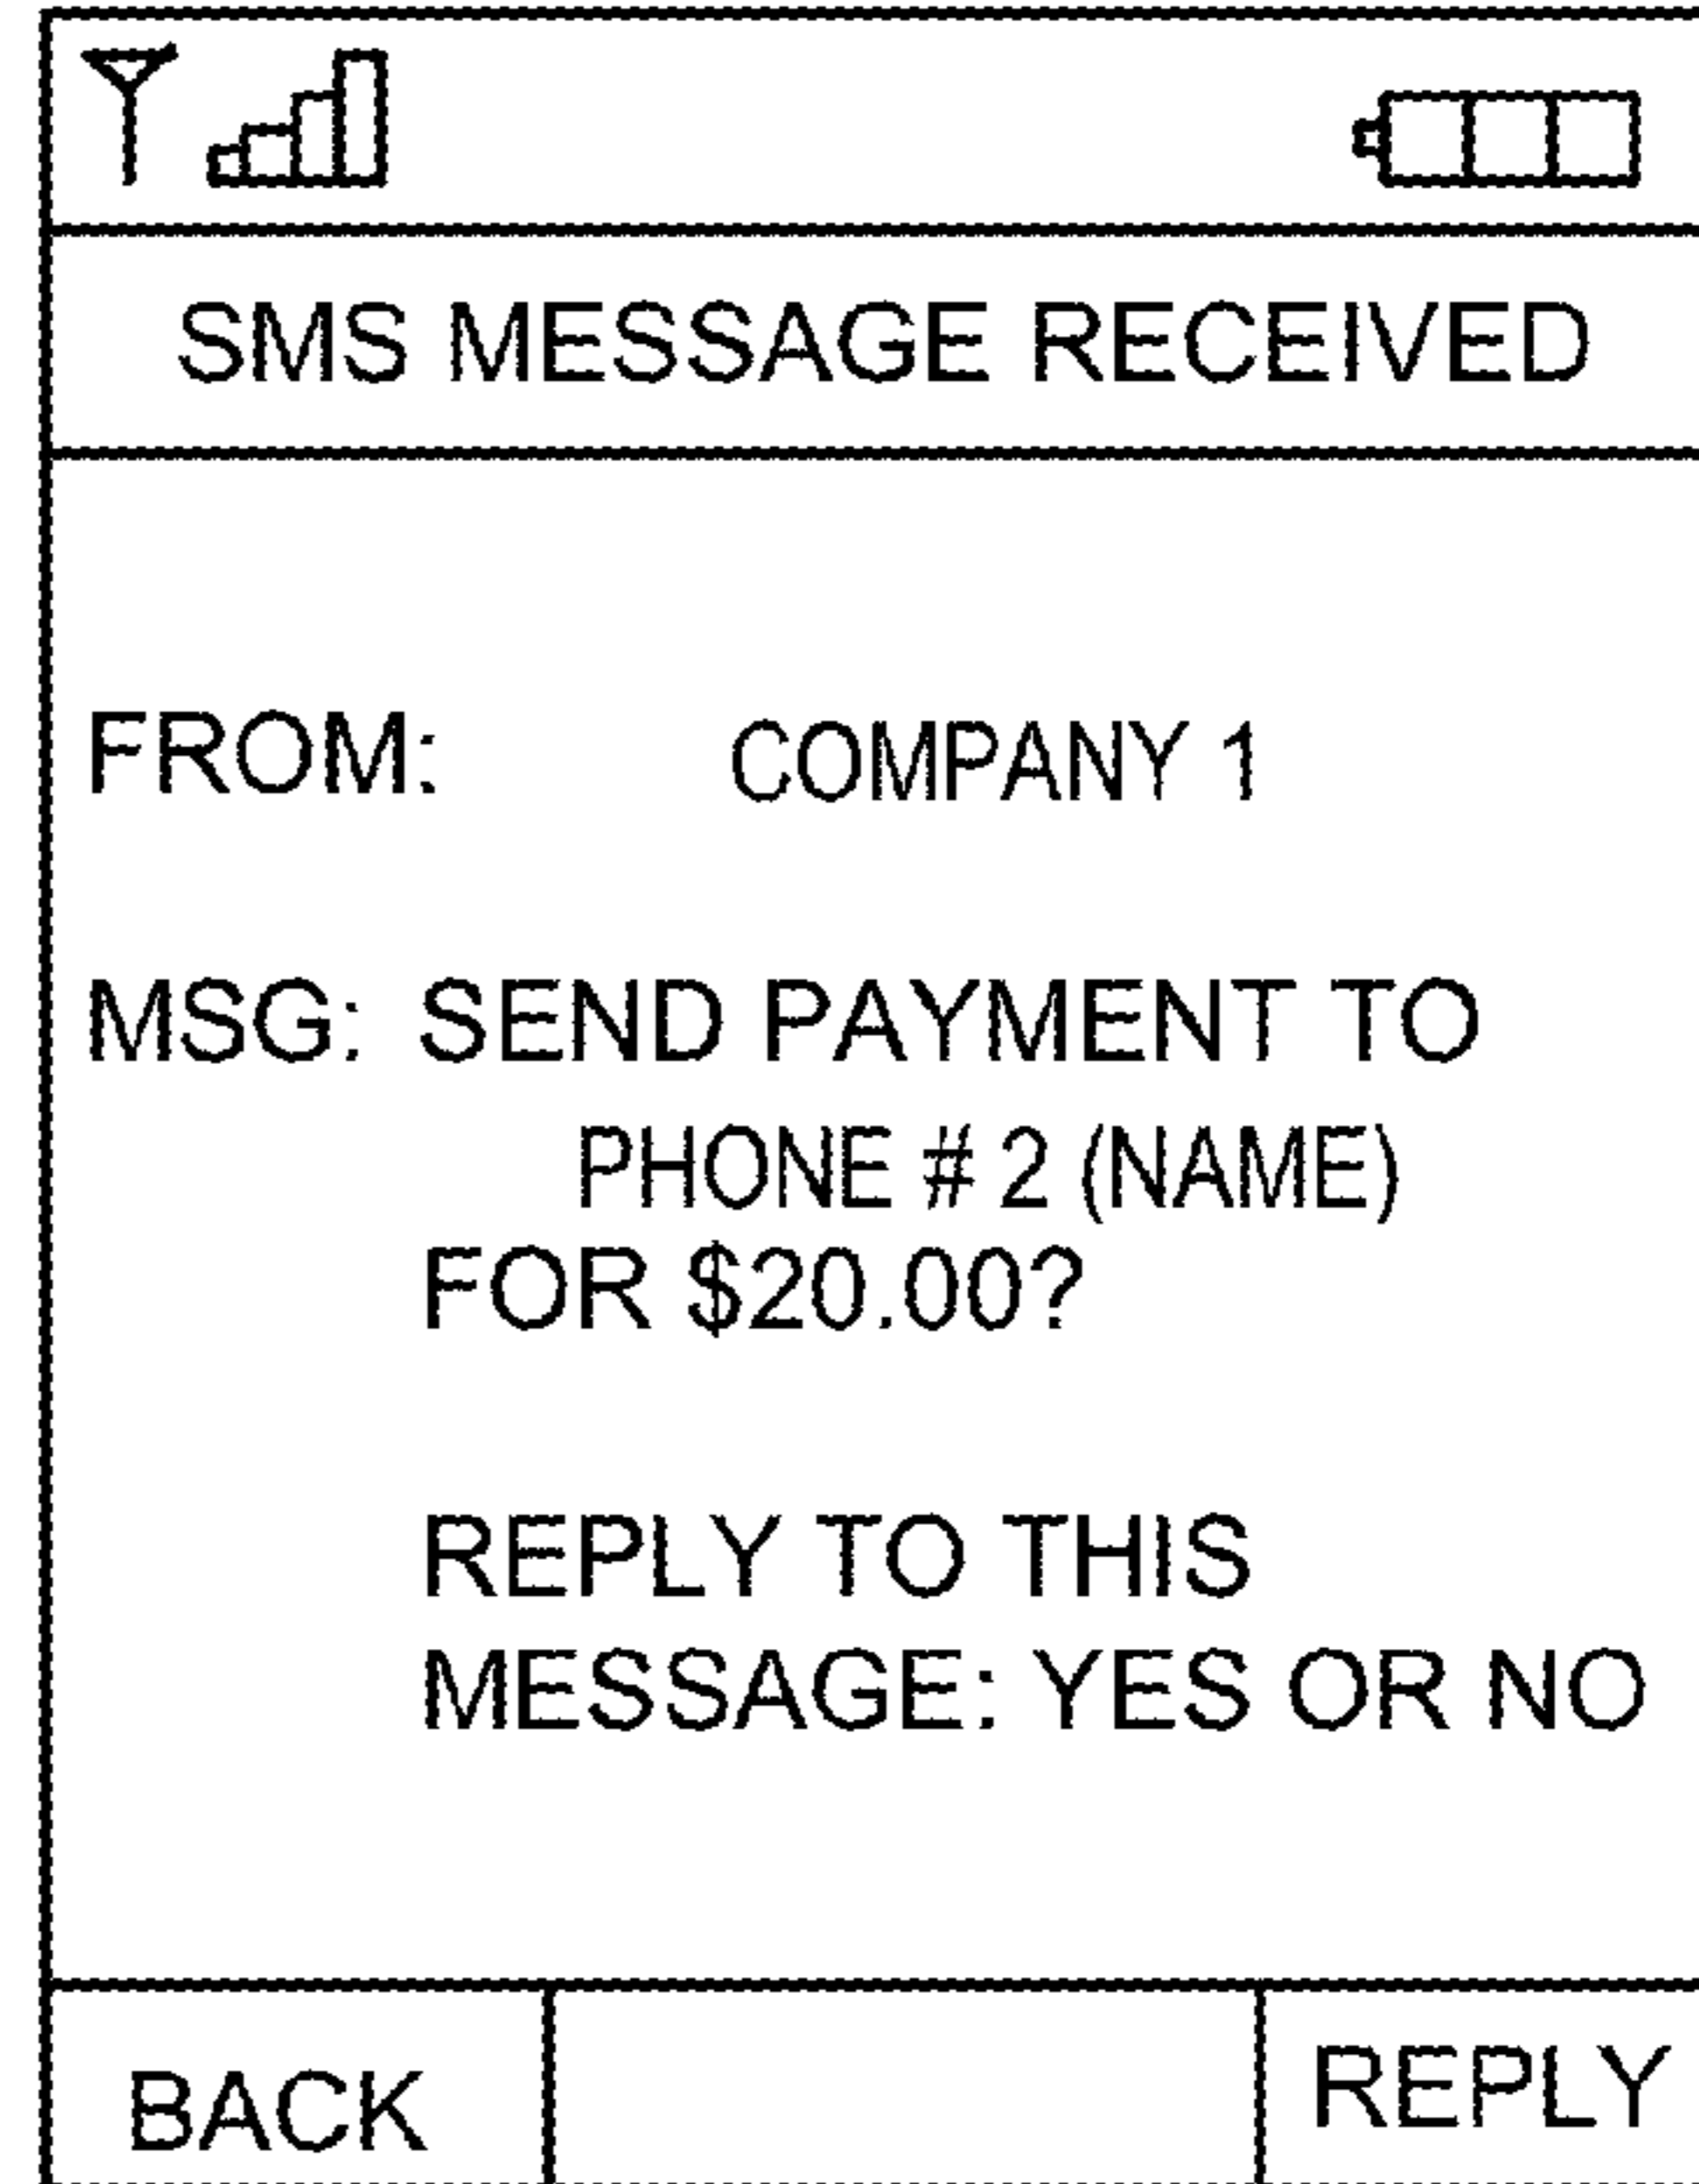 SMS MESSAGE RECEIVED
FROM: COMPANY 1
MSG: SEND PAYMENT TO
PHONE # 2 (NAME)
FOR $20.00?
REPLY TO THIS
MESSAGE: YES OR NO
BACK REPLY